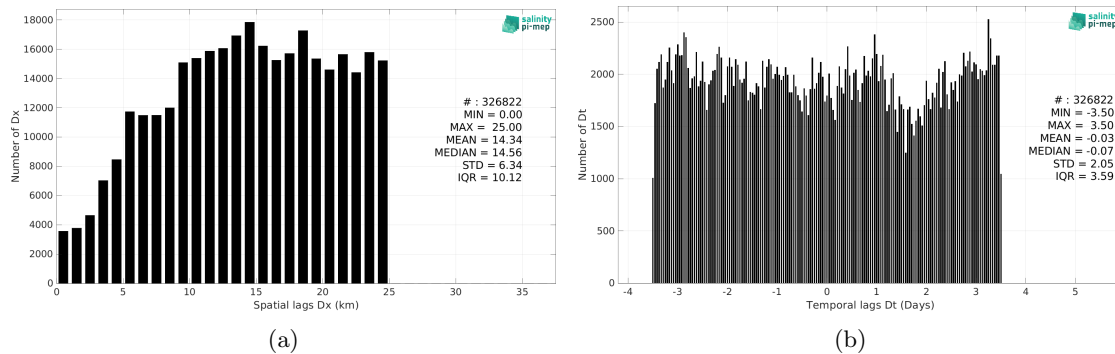 18000
16000
14000
12000
10000
8000
6000
4000
2000
0
Number of Dx
0 5 10 15 20 25 30 35
Spatial lags Dx (km)
salinity
pi-mep
# : 326822
MIN = 0.00
MAX = 25.00
MEAN = 14.34
MEDIAN = 14.56
STD = 6.34
IQR = 10.12
(a)
2500
2000
1500
1000
500
0
Number of Dt
-4 -3 -2 -1 0 1 2 3 4 5
Temporal lags Dt (Days)
salinity
pi-mep
# : 326822
MIN = -3.50
MAX = 3.50
MEAN = -0.03
MEDIAN = -0.07
STD = 2.05
IQR = 3.59
(b)